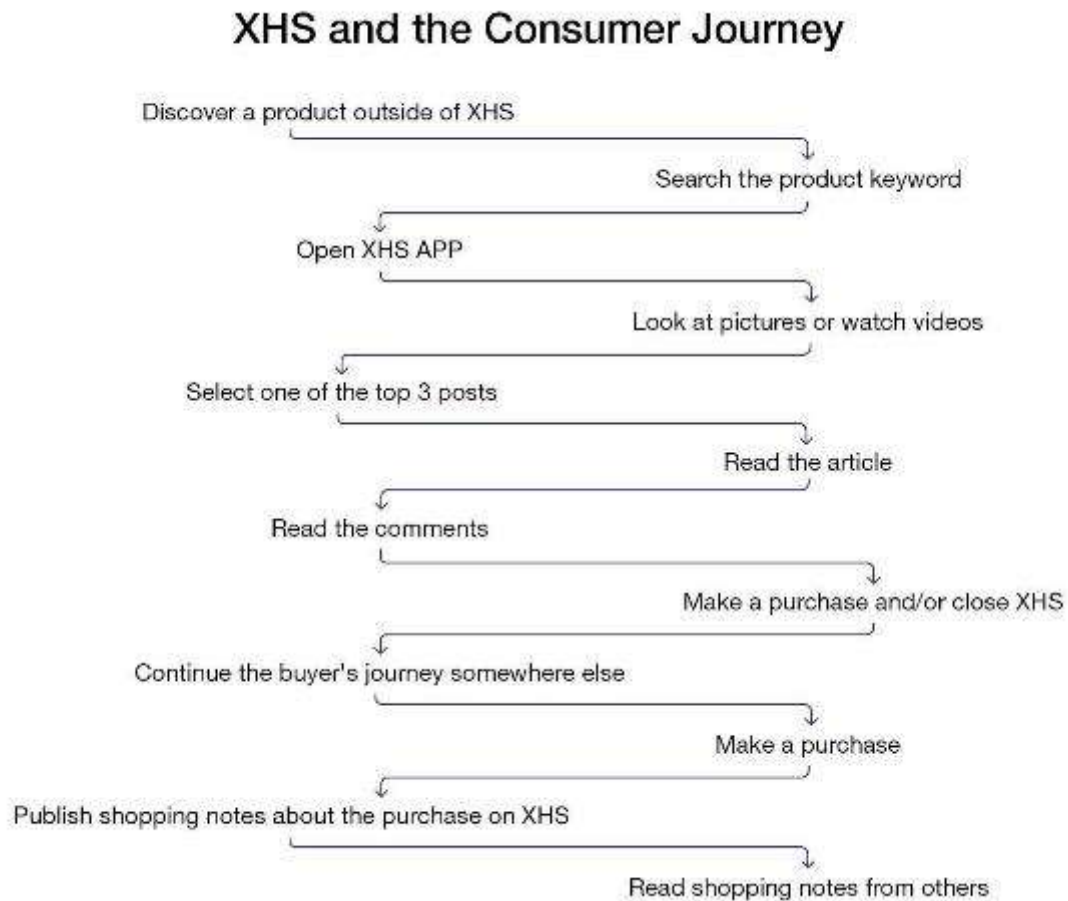 XHS and the Consumer Journey
Discover a product outside of XHS
Search the product keyword
Open XHS APP
Look at pictures or watch videos
Select one of the top 3 posts
Read the article
Read the comments
Make a purchase and/or close XHS
Continue the buyer's journey somewhere else
Make a purchase
Publish shopping notes about the purchase on XHS
Read shopping notes from others